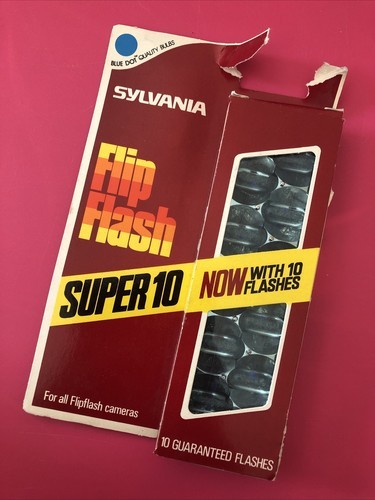 BLUE DOT QUALITY BULBS
SYLVANIA
Flip
Flash
SUPER 10
NOW WITH 10
FLASHES
For all Flipflash cameras
10 GUARANTEED FLASHES